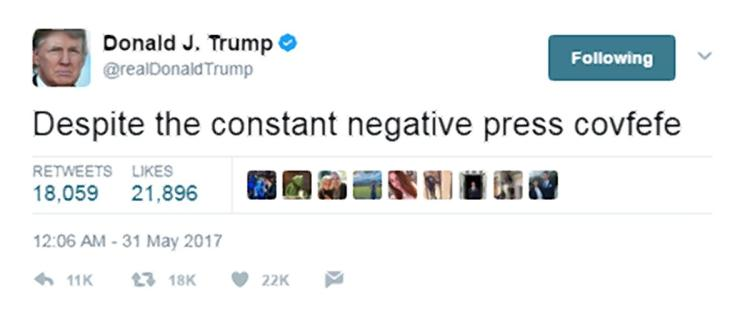 Donald J. Trump
@realDonaldTrump
Following
Despite the constant negative press covfefe
RETWEETS LIKES
18,059 21,896
12:06 AM - 31 May 2017
11K 18K 22K